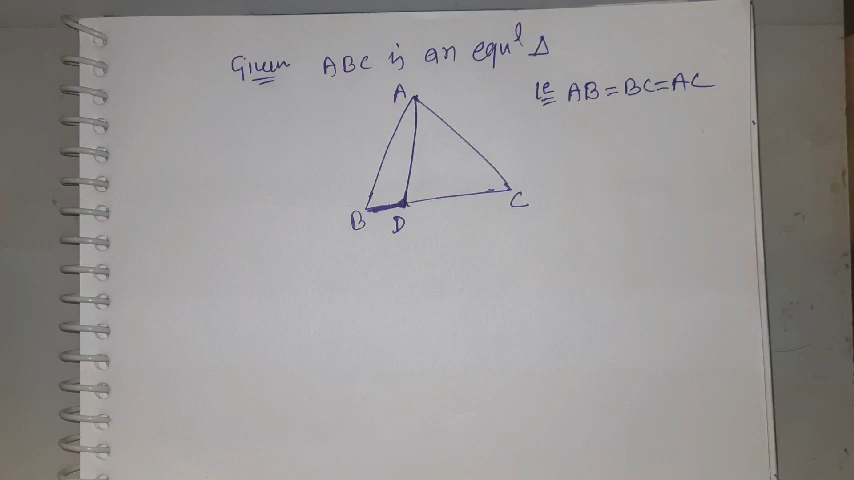 Given ABC is an equl Δ
ie AB=BC=AC
A
B D C